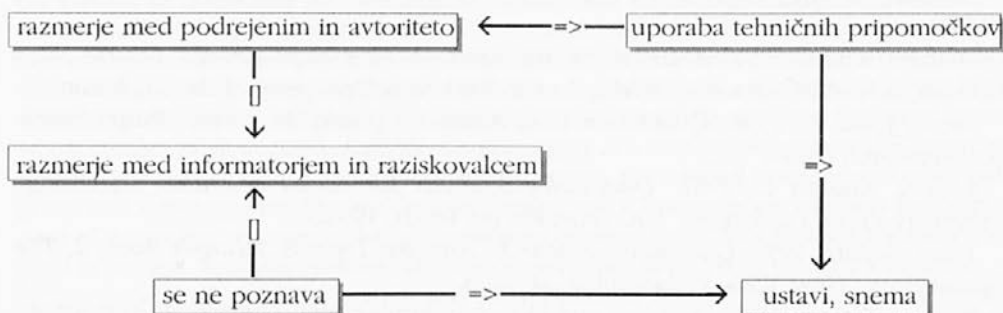 razmerje med podrejenim in avtoriteto => uporaba tehničnih pripomočkov
[]
razmerje med informatorjem in raziskovalcem =>
[]
se ne poznava => ustavi, snema